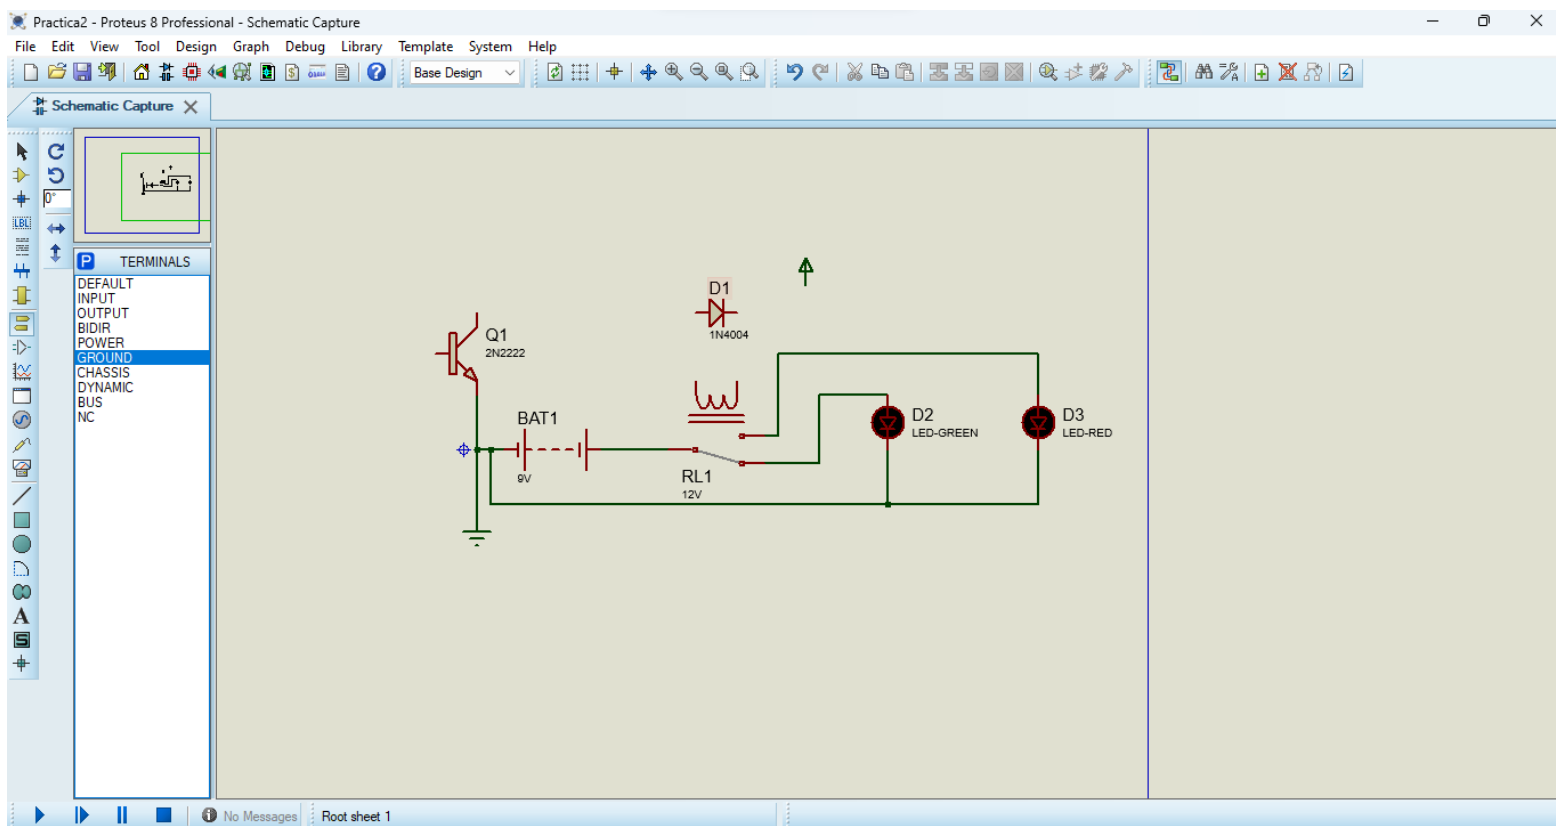 Practica2 - Proteus 8 Professional - Schematic Capture
File Edit View Tool Design Graph Debug Library Template System Help
Base Design
Schematic Capture
0°
LBL
P TERMINALS
DEFAULT
INPUT
OUTPUT
BIDIR
POWER
GROUND
CHASSIS
DYNAMIC
BUS
NC
A
S
D1
1N4004
Q1
2N2222
BAT1
9V
RL1
12V
D2
LED-GREEN
D3
LED-RED
No Messages
Root sheet 1